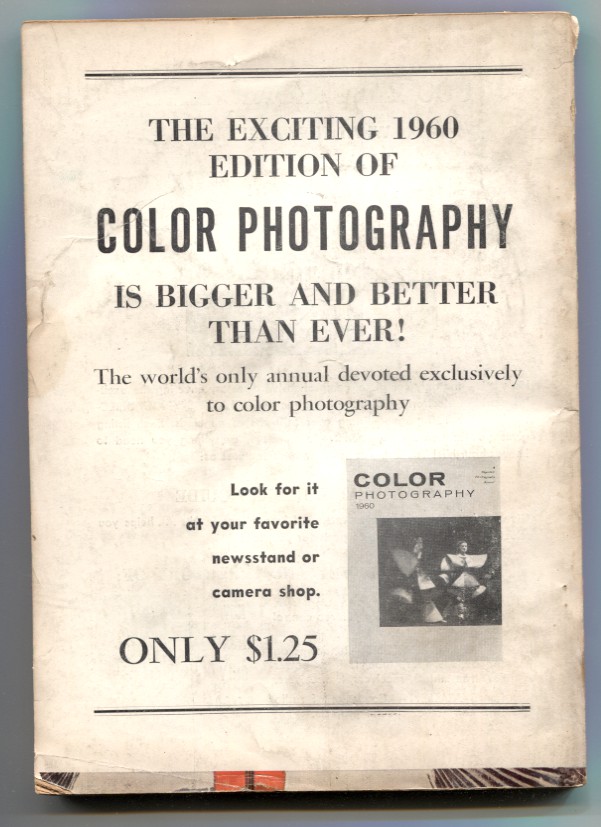 THE EXCITING 1960
EDITION OF
COLOR PHOTOGRAPHY
IS BIGGER AND BETTER
THAN EVER!
The world's only annual devoted exclusively
to color photography
Look for it
at your favorite
newsstand or
camera shop.
ONLY $1.25
COLOR
PHOTOGRAPHY
1960